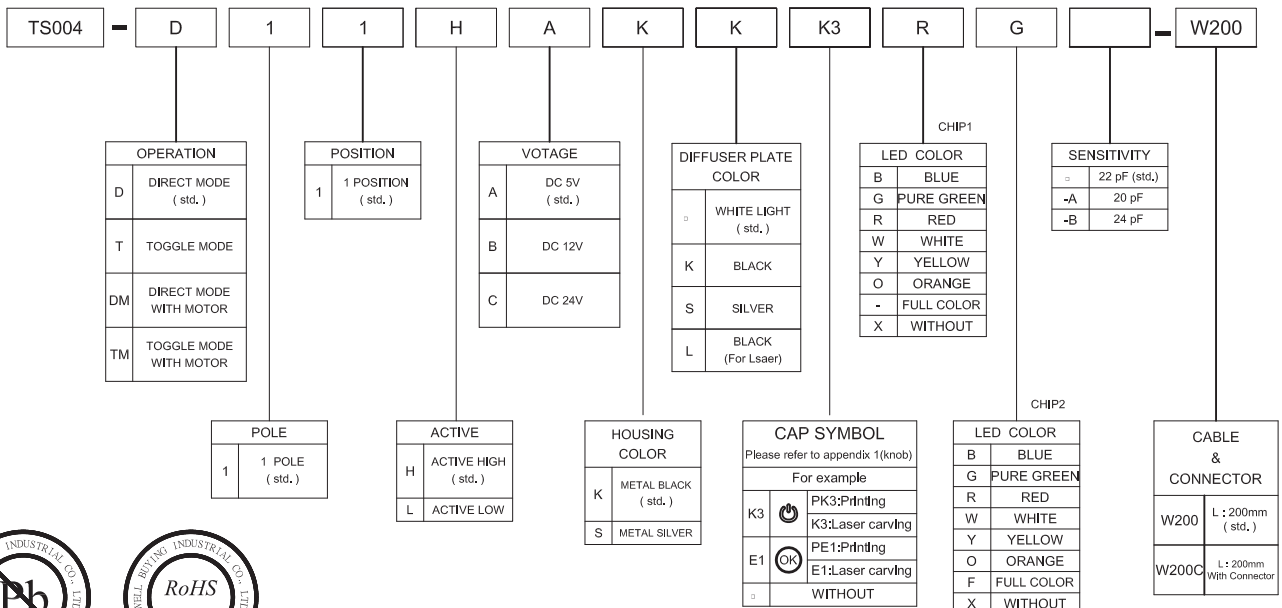 TS004 - D 1 1 H A K K K3 R G - W200
OPERATION
D DIRECT MODE
( std. )
T TOGGLE MODE
DM DIRECT MODE
WITH MOTOR
TM TOGGLE MODE
WITH MOTOR
POSITION
1 1 POSITION
( std. )
VOTAGE
A DC 5V
( std. )
B DC 12V
C DC 24V
DIFFUSER PLATE
COLOR
□ WHITE LIGHT
( std. )
K BLACK
S SILVER
L BLACK
(For Lsaer)
CHIP1
LED COLOR
B BLUE
G PURE GREEN
R RED
W WHITE
Y YELLOW
O ORANGE
- FULL COLOR
X WITHOUT
SENSITIVITY
□ 22 pF (std.)
-A 20 pF
-B 24 pF
POLE
1 1 POLE
( std. )
ACTIVE
H ACTIVE HIGH
( std. )
L ACTIVE LOW
HOUSING
COLOR
K METAL BLACK
( std. )
S METAL SILVER
CAP SYMBOL
Please refer to appendix 1(knob)
For example
K3 PK3:Printing
K3:Laser carving
E1 OK PE1:Printing
E1:Laser carving
□ WITHOUT
CHIP2
LED COLOR
B BLUE
G PURE GREEN
R RED
W WHITE
Y YELLOW
O ORANGE
F FULL COLOR
X WITHOUT
CABLE
&
CONNECTOR
W200 L : 200mm
( std. )
W200C L : 200mm
With Connector
INDUSTRIAL CO., LTD
Pb
BUYING INDUSTRIAL CO., LTD
RoHS